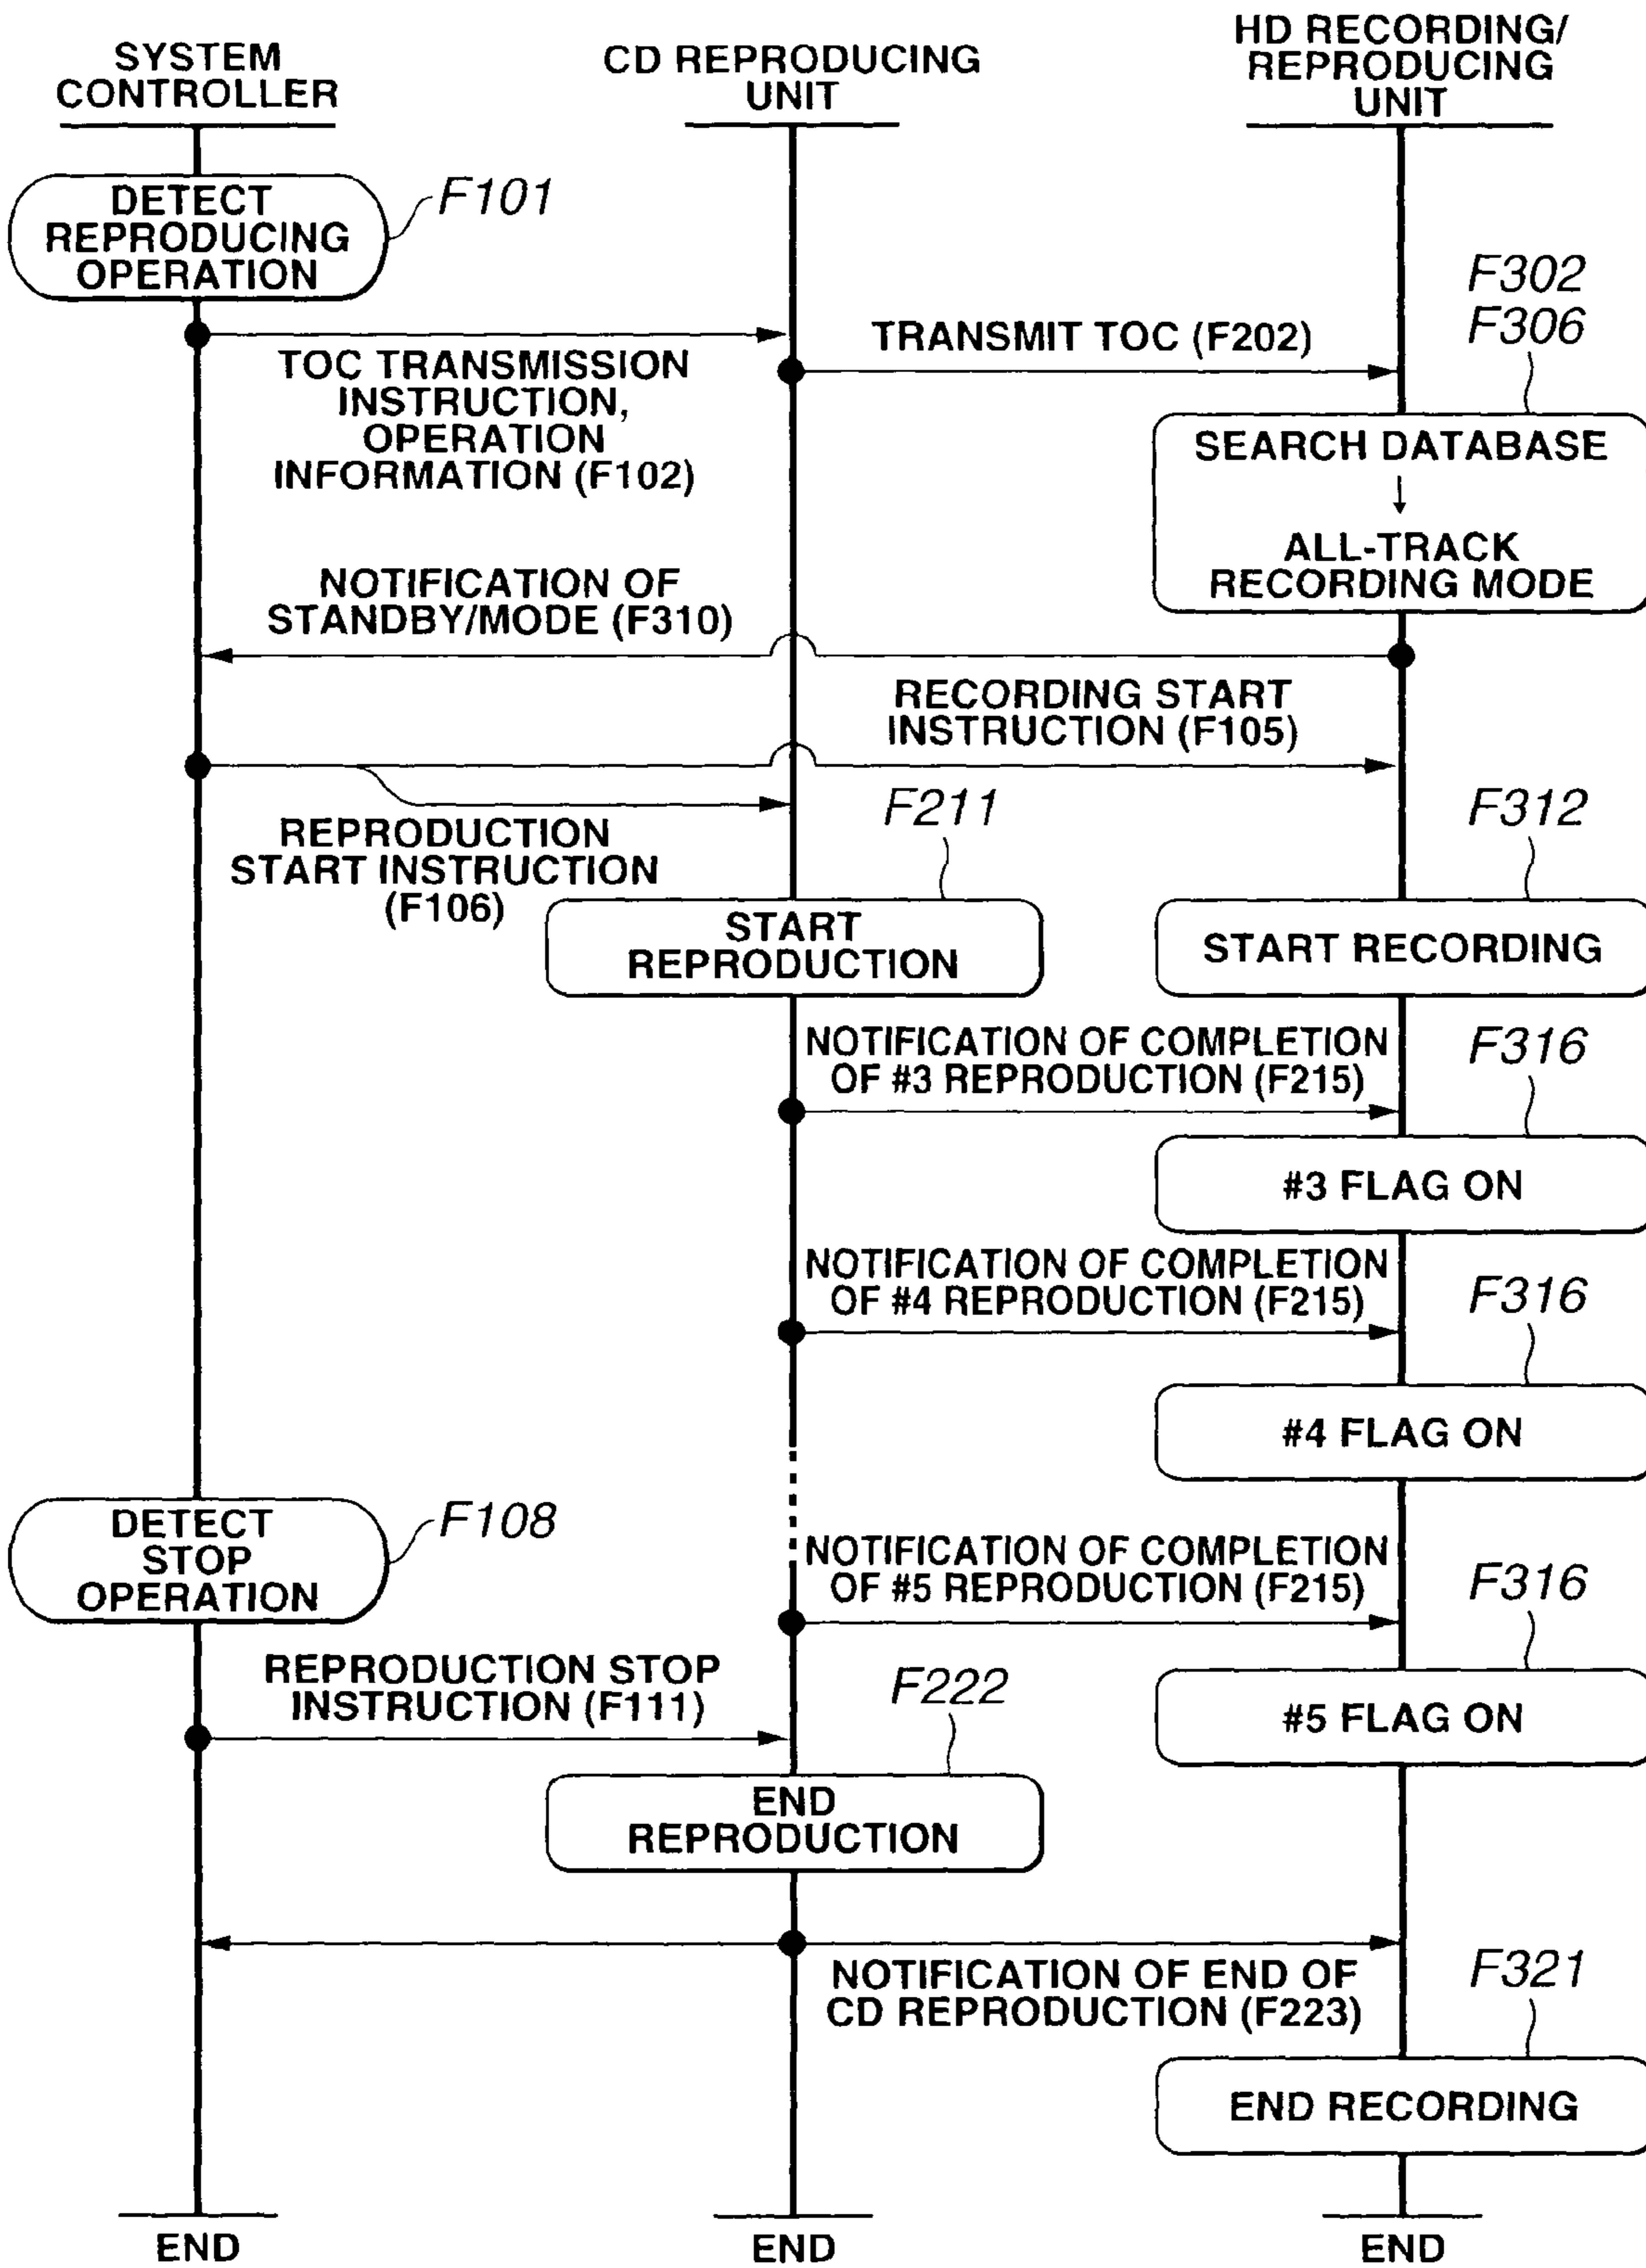 SYSTEM
CONTROLLER
CD REPRODUCING
UNIT
HD RECORDING/
REPRODUCING
UNIT
DETECT
REPRODUCING
OPERATION
F101
TOC TRANSMISSION
INSTRUCTION,
OPERATION
INFORMATION (F102)
TRANSMIT TOC (F202)
F302
F306
SEARCH DATABASE
ALL-TRACK
RECORDING MODE
NOTIFICATION OF
STANDBY/MODE (F310)
RECORDING START
INSTRUCTION (F105)
REPRODUCTION
START INSTRUCTION
(F106)
F211
START
REPRODUCTION
F312
START RECORDING
NOTIFICATION OF COMPLETION
OF #3 REPRODUCTION (F215)
F316
#3 FLAG ON
NOTIFICATION OF COMPLETION
OF #4 REPRODUCTION (F215)
F316
#4 FLAG ON
DETECT
STOP
OPERATION
F108
NOTIFICATION OF COMPLETION
OF #5 REPRODUCTION (F215)
F316
#5 FLAG ON
REPRODUCTION STOP
INSTRUCTION (F111)
F222
END
REPRODUCTION
NOTIFICATION OF END OF
CD REPRODUCTION (F223)
F321
END RECORDING
END
END
END